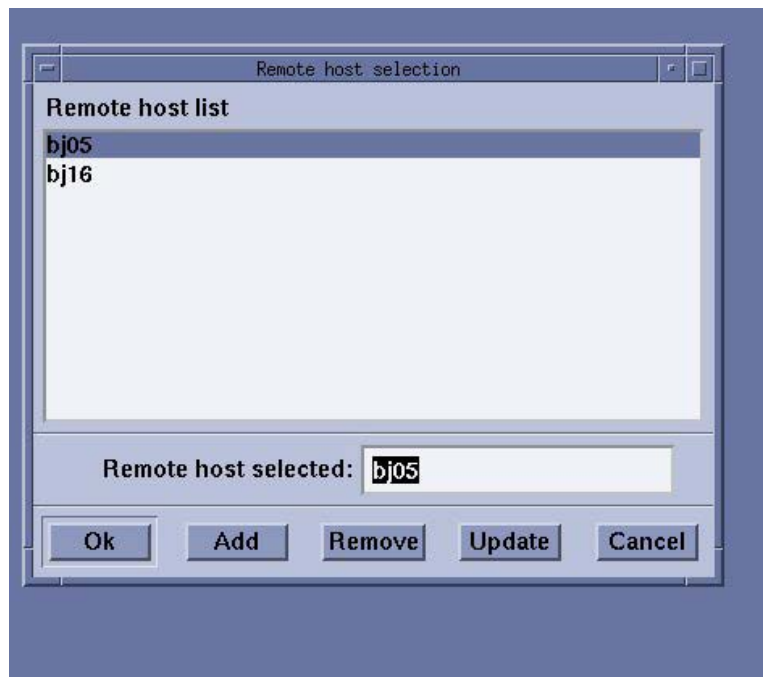 Remote host selection
Remote host list
bj05
bj16
Remote host selected: bj05
Ok Add Remove Update Cancel